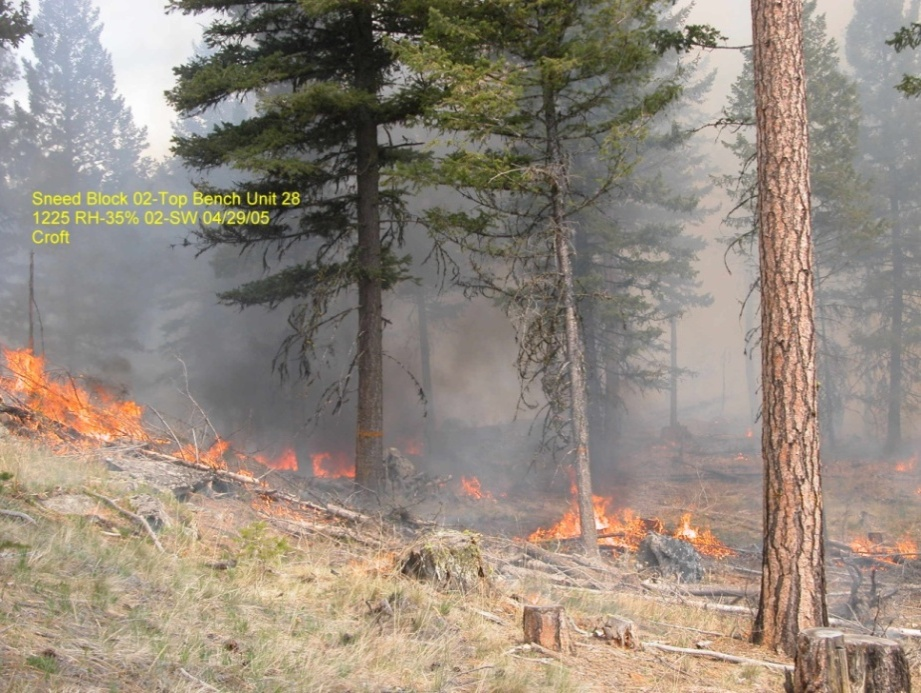 Sneed Block 02-Top Bench Unit 28
1225 RH-35% 02-SW 04/29/05
Croft